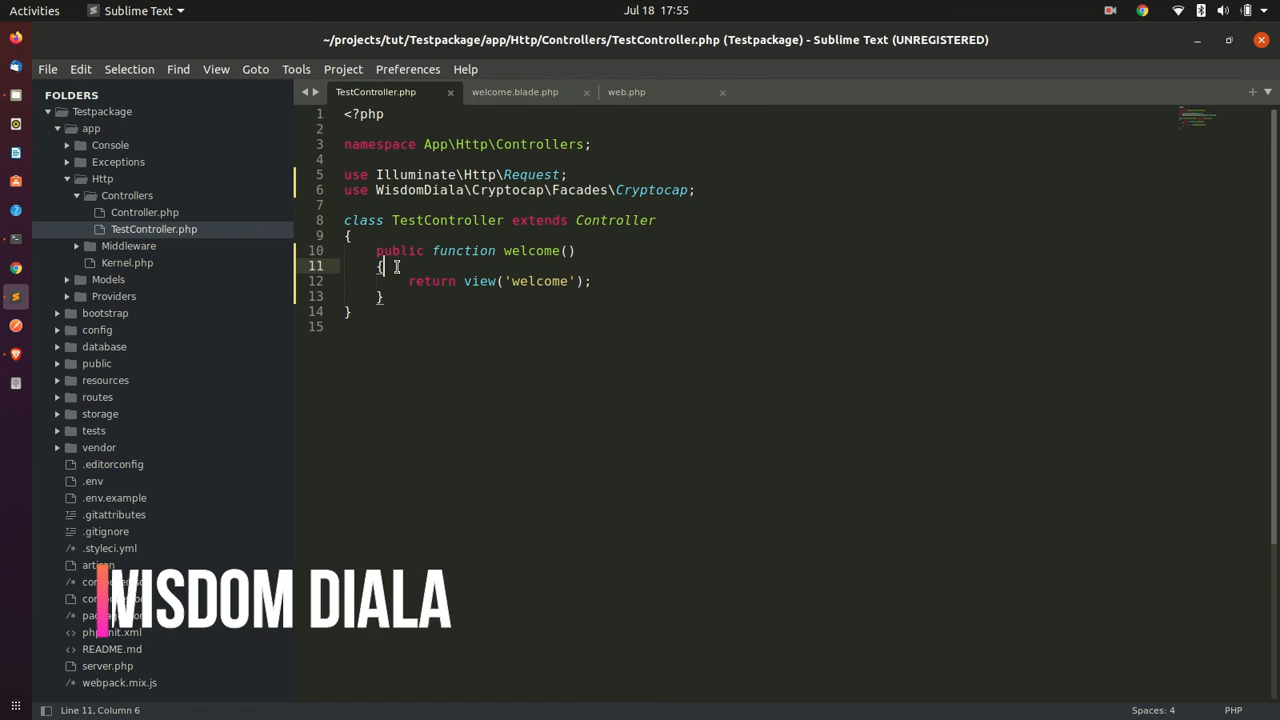 Activities
Sublime Text
Jul 18 17:55
~/projects/tut/Testpackage/app/Http/Controllers/TestController.php (Testpackage) - Sublime Text (UNREGISTERED)
File Edit Selection Find View Goto Tools Project Preferences Help
FOLDERS
Testpackage
app
Console
Exceptions
Http
Controllers
Controller.php
TestController.php
Middleware
Kernel.php
Models
Providers
bootstrap
config
database
public
resources
routes
storage
tests
vendor
.editorconfig
.env
.env.example
.gitattributes
.gitignore
.styleci.yml
README.md
server.php
webpack.mix.js
TestController.php
welcome.blade.php
web.php
1 <?php
2
3 namespace App\Http\Controllers;
4
5 use Illuminate\Http\Request;
6 use WisdomDiala\Cryptocap\Facades\Cryptocap;
7
8 class TestController extends Controller
9 {
10 public function welcome()
11 {
12 return view('welcome');
13 }
14 }
15
WISDOM DIALA
Line 11, Column 6
Spaces: 4
PHP